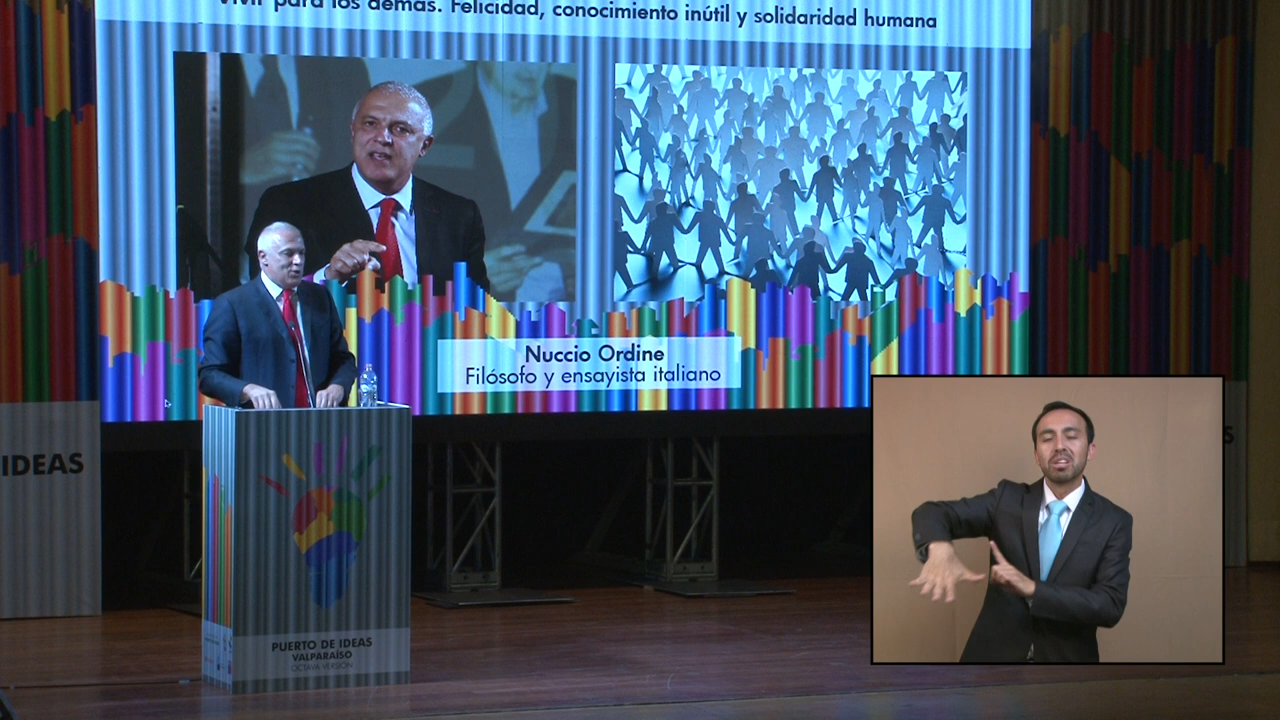 Vivir para los demás. Felicidad, conocimiento inútil y solidaridad humana
Nuccio Ordine
Filósofo y ensayista italiano
IDEAS
PUERTO DE IDEAS
VALPARAÍSO
OCTAVA VERSIÓN